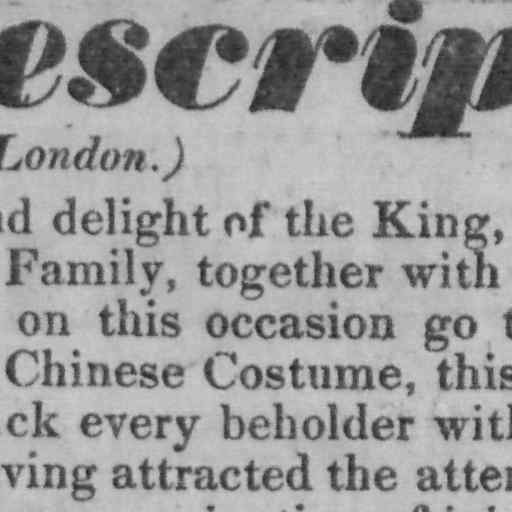 escrip
London.)
d delight of the King,
Family, together with
on this occasion go
Chinese Costume, this
ck every beholder with
ving attracted the atten